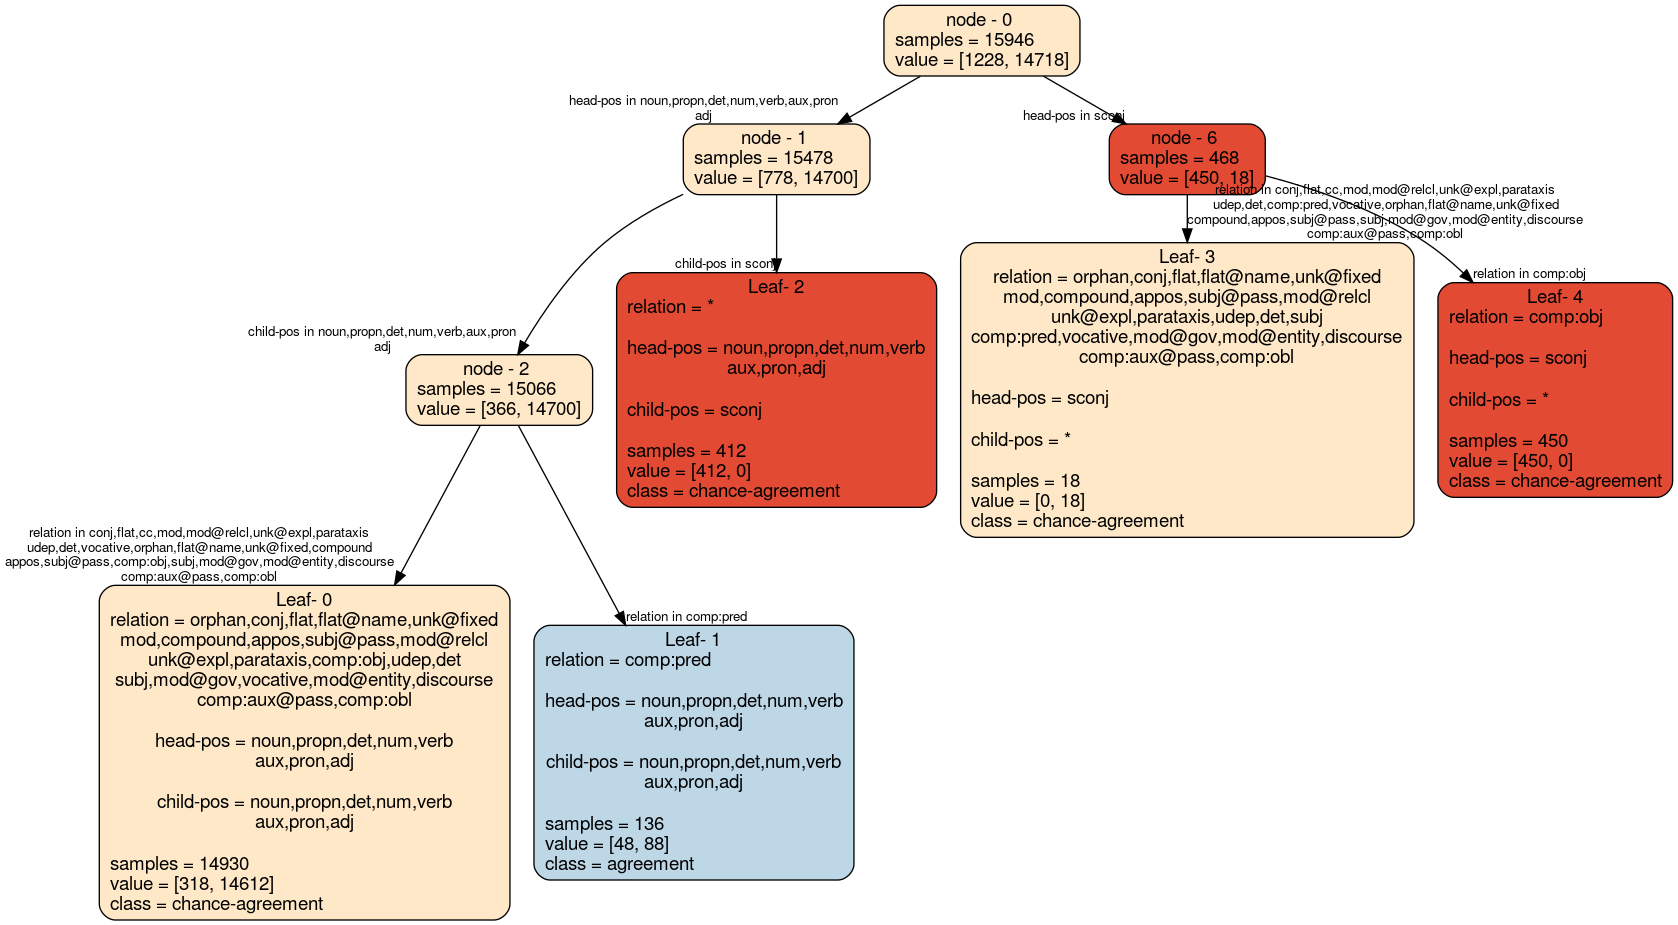 node - 0
samples = 15946
value = [1228, 14718]
head-pos in noun,propn,det,num,verb,aux,pron
adj
head-pos in sconj
node - 1
samples = 15478
value = [778, 14700]
node - 6
samples = 468
value = [450, 18]
child-pos in noun,propn,det,num,verb,aux,pron
adj
child-pos in sconj
relation in conj,flat,cc,mod,mod@relcl,unk@expl,parataxis
udep,det,comp:pred,vocative,orphan,flat@name,unk@fixed
compound,appos,subj@pass,subj,mod@gov,mod@entity,discourse
comp:aux@pass,comp:obl
relation in comp:obj
node - 2
samples = 15066
value = [366, 14700]
Leaf- 2
relation = *
head-pos = noun,propn,det,num,verb
aux,pron,adj
child-pos = sconj
samples = 412
value = [412, 0]
class = chance-agreement
Leaf- 3
relation = orphan,conj,flat,flat@name,unk@fixed
mod,compound,appos,subj@pass,mod@relcl
unk@expl,parataxis,udep,det,subj
comp:pred,vocative,mod@gov,mod@entity,discourse
comp:aux@pass,comp:obl
head-pos = sconj
child-pos = *
samples = 18
value = [0, 18]
class = chance-agreement
Leaf- 4
relation = comp:obj
head-pos = sconj
child-pos = *
samples = 450
value = [450, 0]
class = chance-agreement
relation in conj,flat,cc,mod,mod@relcl,unk@expl,parataxis
udep,det,vocative,orphan,flat@name,unk@fixed,compound
appos,subj@pass,comp:obj,subj,mod@gov,mod@entity,discourse
comp:aux@pass,comp:obl
relation in comp:pred
Leaf- 0
relation = orphan,conj,flat,flat@name,unk@fixed
mod,compound,appos,subj@pass,mod@relcl
unk@expl,parataxis,comp:obj,udep,det
subj,mod@gov,vocative,mod@entity,discourse
comp:aux@pass,comp:obl
head-pos = noun,propn,det,num,verb
aux,pron,adj
child-pos = noun,propn,det,num,verb
aux,pron,adj
samples = 14930
value = [318, 14612]
class = chance-agreement
Leaf- 1
relation = comp:pred
head-pos = noun,propn,det,num,verb
aux,pron,adj
child-pos = noun,propn,det,num,verb
aux,pron,adj
samples = 136
value = [48, 88]
class = agreement